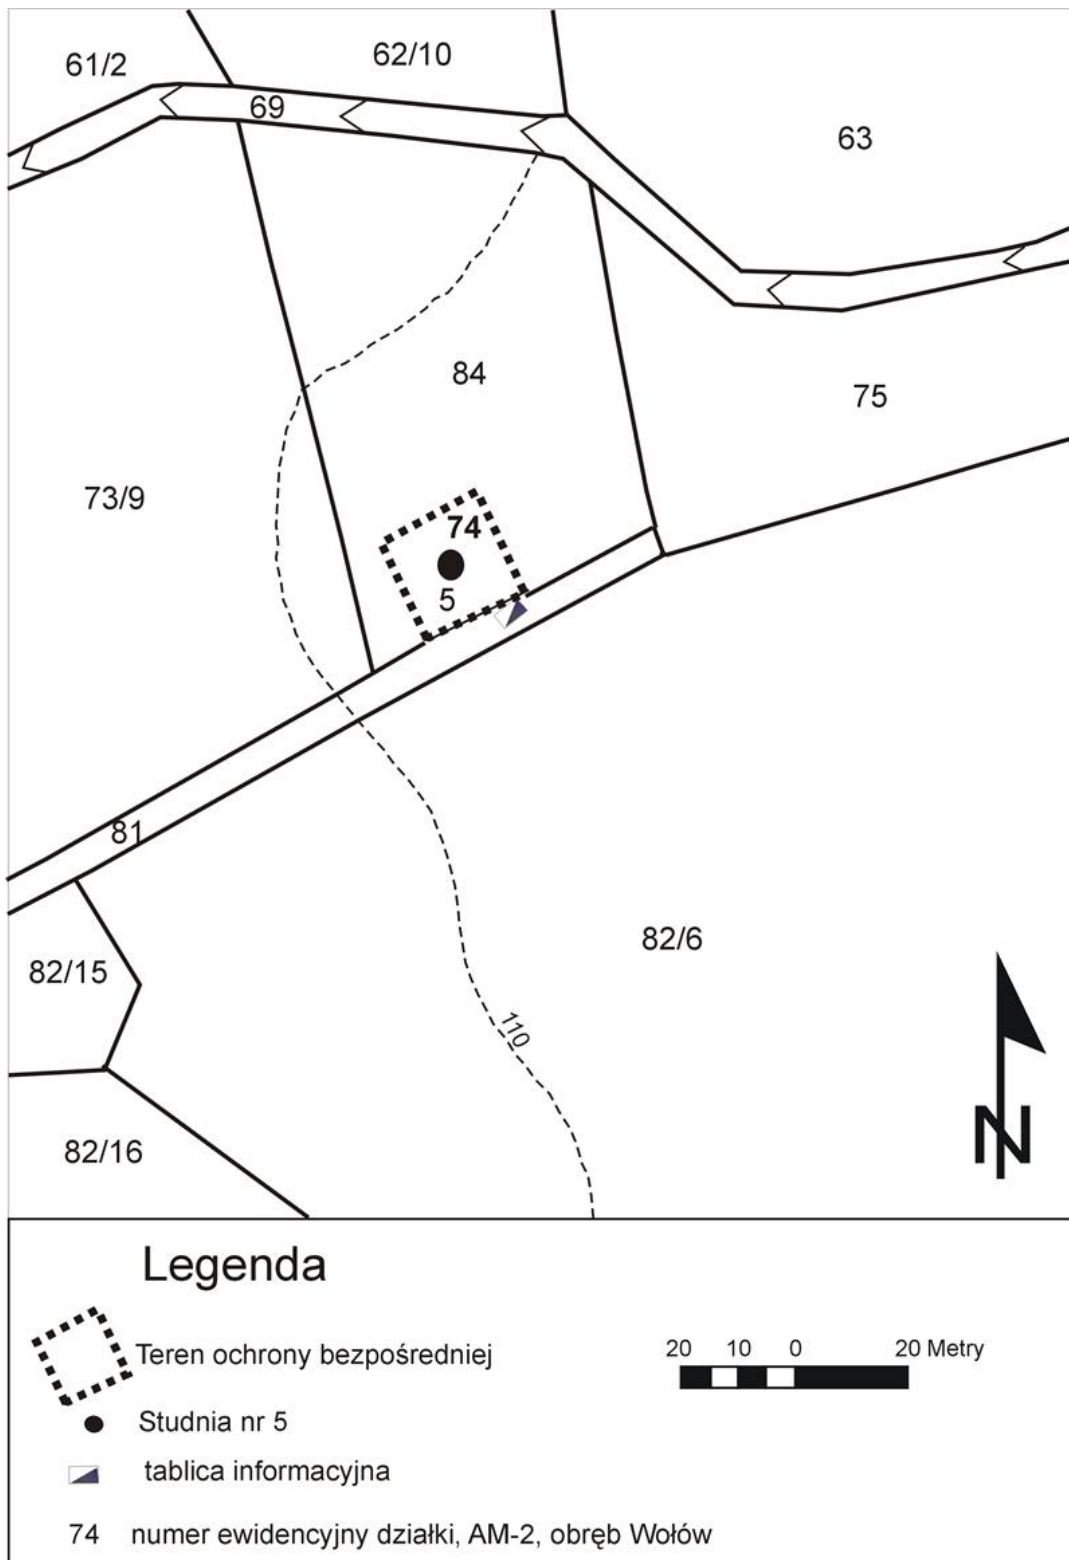 61/2
62/10
69
63
84
75
73/9
74
5
81
82/6
82/15
110
82/16
N
Legenda
Teren ochrony bezpośredniej
20 10 0 20 Metry
Studnia nr 5
tablica informacyjna
74 numer ewidencyjny działki, AM-2, obręb Wołów